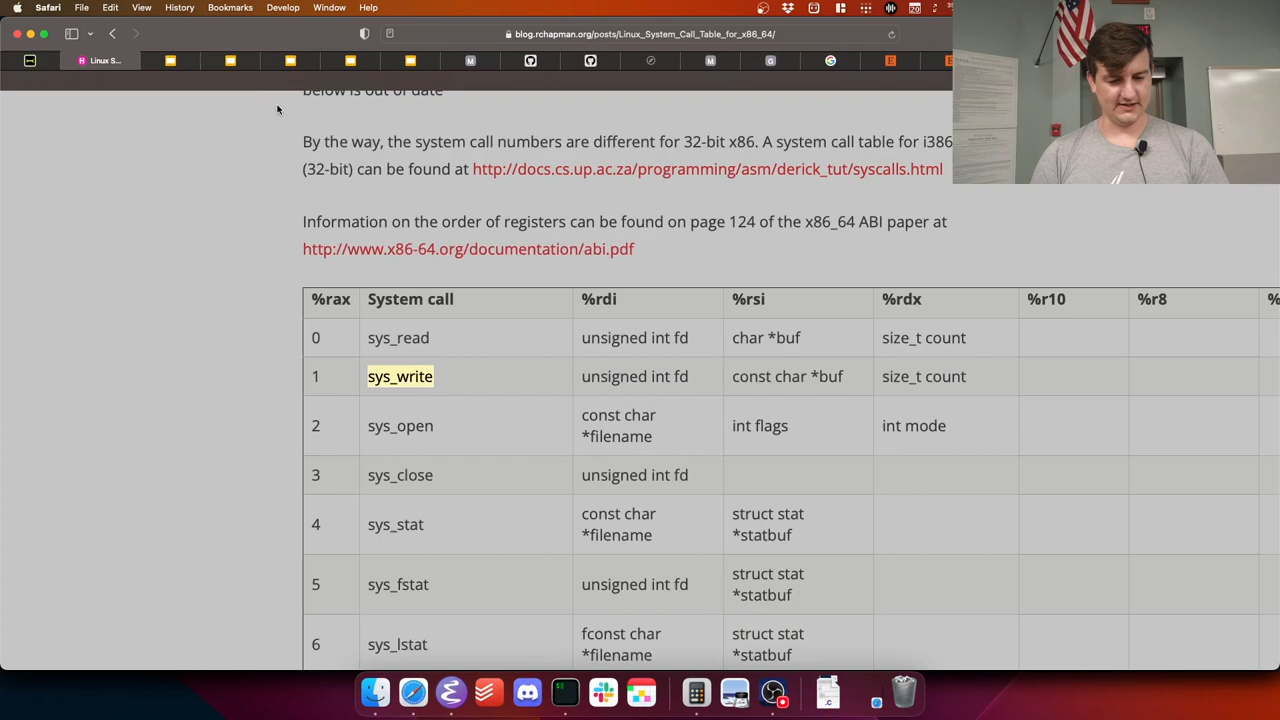 Safari File Edit View History Bookmarks Develop Window Help
blog.rchapman.org/posts/Linux_System_Call_Table_for_x86_64/
Linux S...
below is out of date
By the way, the system call numbers are different for 32-bit x86. A system call table for i386
(32-bit) can be found at http://docs.cs.up.ac.za/programming/asm/derick_tut/syscalls.html
Information on the order of registers can be found on page 124 of the x86_64 ABI paper at
http://www.x86-64.org/documentation/abi.pdf
%rax System call %rdi %rsi %rdx %r10 %r8 %
0 sys_read unsigned int fd char *buf size_t count
1 sys_write unsigned int fd const char *buf size_t count
2 sys_open const char *filename int flags int mode
3 sys_close unsigned int fd
4 sys_stat const char *filename struct stat *statbuf
5 sys_fstat unsigned int fd struct stat *statbuf
6 sys_lstat fconst char *filename struct stat *statbuf